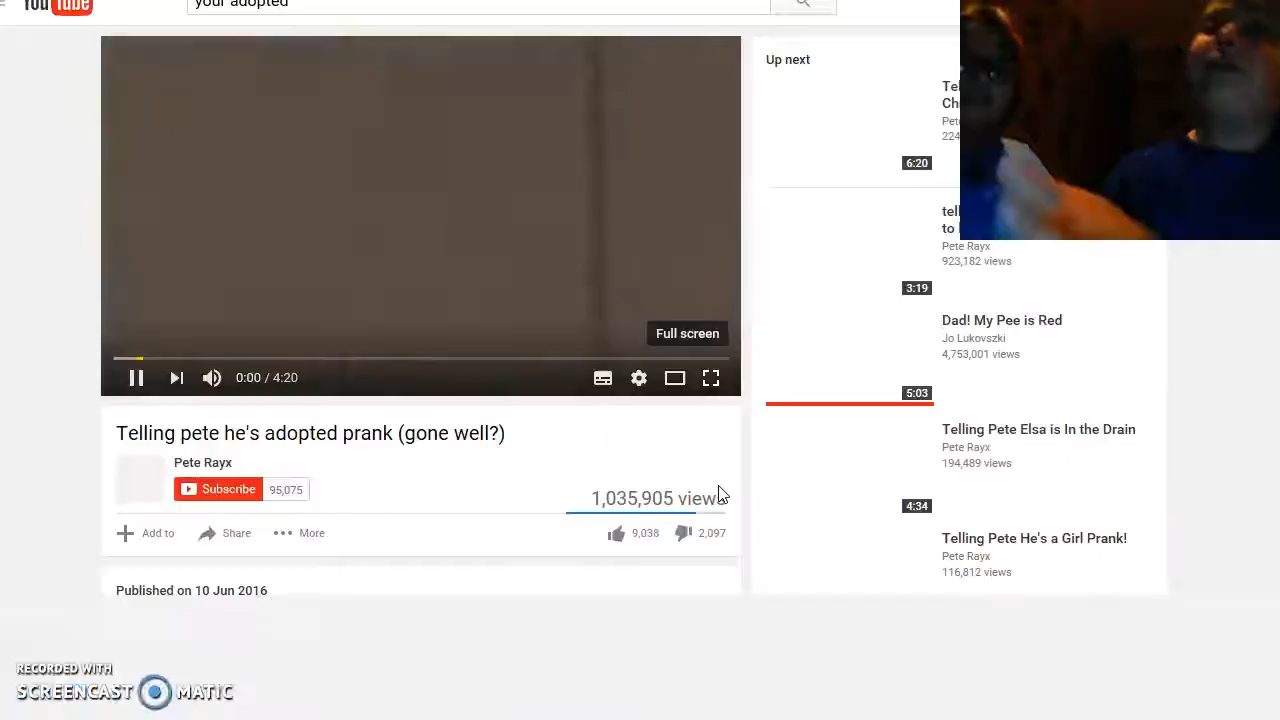 YouTube
your adopted
Up next
6:20
to
Pete Rayx
923,182 views
3:19
Dad! My Pee is Red
Jo Lukovszki
4,753,001 views
5:03
Telling Pete Elsa is In the Drain
Pete Rayx
194,489 views
4:34
Telling Pete He's a Girl Prank!
Pete Rayx
116,812 views
Full screen
0:00 / 4:20
Telling pete he's adopted prank (gone well?)
Pete Rayx
Subscribe 95,075
1,035,905 views
Add to Share More 9,038 2,097
Published on 10 Jun 2016
RECORDED WITH
SCREENCAST MATIC